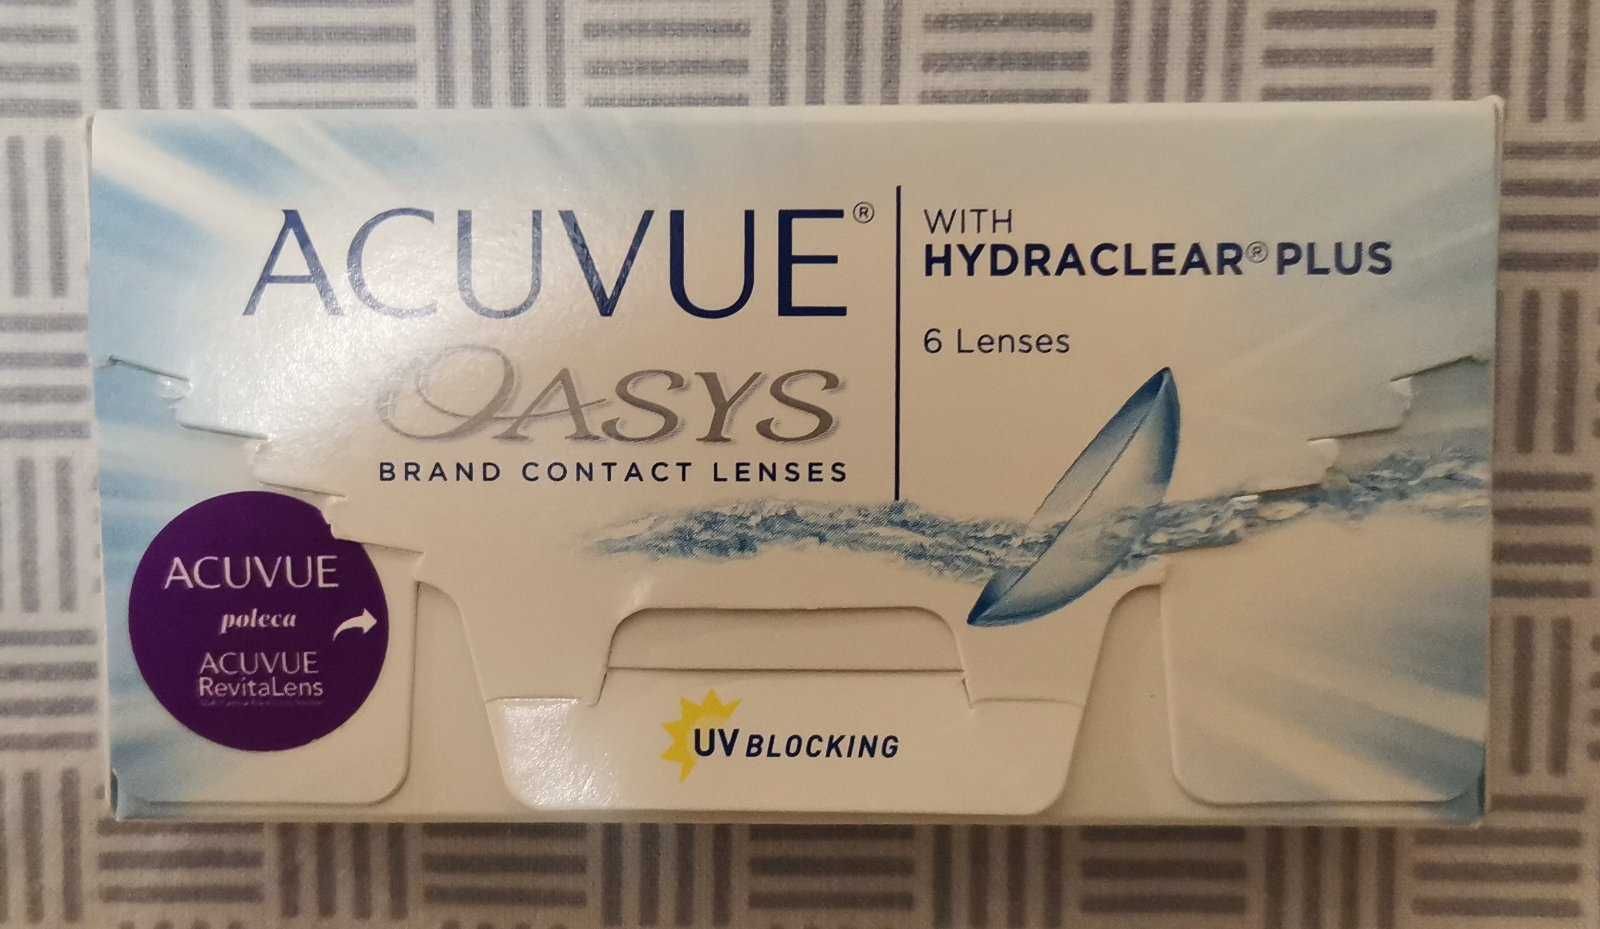 ACUVUE®
OASYS
BRAND CONTACT LENSES
WITH
HYDRACLEAR® PLUS
6 Lenses
ACUVUE
poleca
ACUVUE
RevitaLens
UV BLOCKING